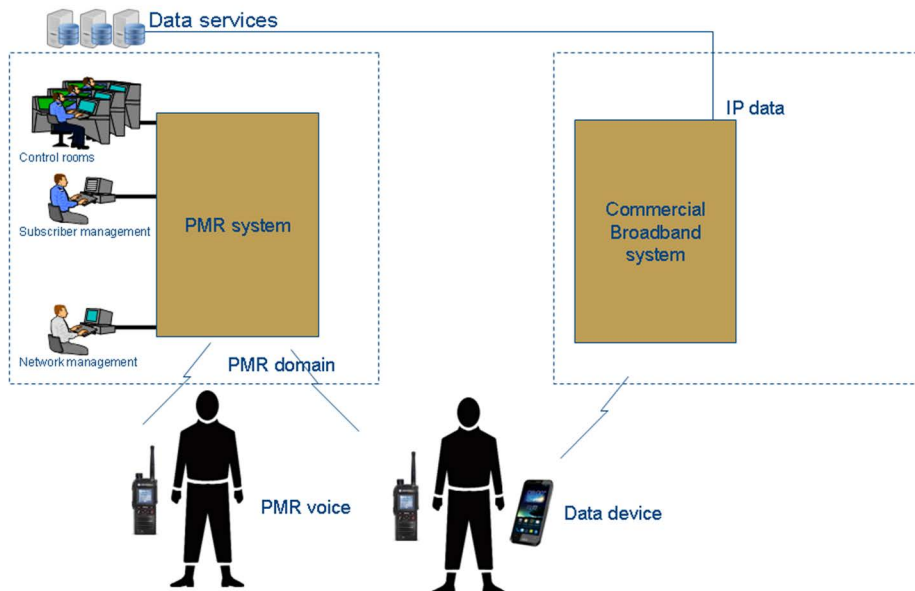 Data services
IP data
Control rooms
Subscriber management
PMR system
Commercial
Broadband
system
Network management
PMR domain
PMR voice
Data device